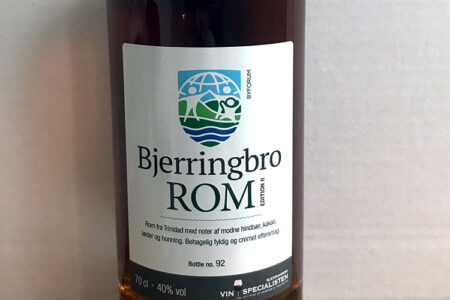 BYFORUM
Bjerringbro
ROM
EDITION II
Rom fra Trinidad med noter af modne hindbær, kakao,
læder og honning. Behagelig fyldig og cremet eftersmag.
Bottle no. 92
70 cl - 40% vol
VIN SPECIALISTEN